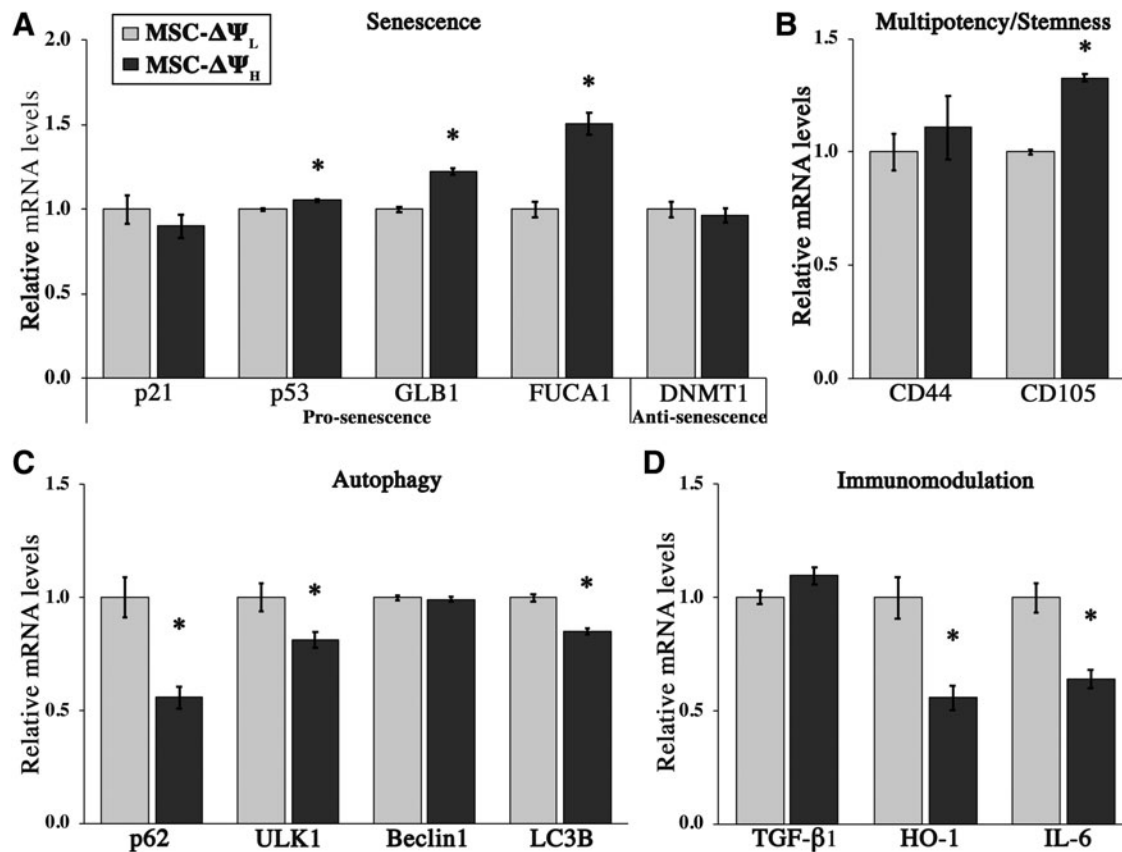 A
Senescence
MSC-ΔΨL
MSC-ΔΨH
Relative mRNA levels
2.0
1.5
1.0
0.5
0.0
* * *
p21 p53 GLB1 FUCA1 DNMT1
Pro-senescence Anti-senescence
B
Multipotency/Stemness
Relative mRNA levels
1.5
1.0
0.5
0.0
*
CD44 CD105
C
Autophagy
Relative mRNA levels
1.5
1.0
0.5
0.0
* * *
p62 ULK1 Beclin1 LC3B
D
Immunomodulation
Relative mRNA levels
1.5
1.0
0.5
0.0
* *
TGF-β1 HO-1 IL-6